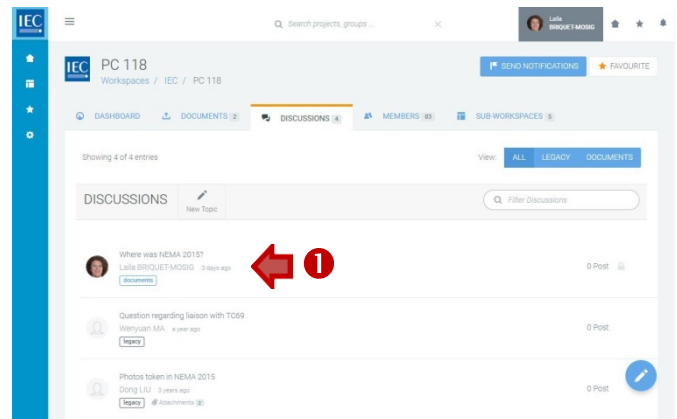 IEC
Search projects, groups ...
Laila
BRIQUET-MOSIG
IEC
PC 118
Workspaces / IEC / PC 118
SEND NOTIFICATIONS
FAVOURITE
DASHBOARD
DOCUMENTS 2
DISCUSSIONS 4
MEMBERS 83
SUB-WORKSPACES 5
Showing 4 of 4 entries
View:
ALL
LEGACY
DOCUMENTS
DISCUSSIONS
New Topic
Filter Discussions
Where was NEMA 2015?
Laila BRIQUET-MOSIG 3 days ago
documents
1
0 Post
Question regarding liaison with TC69
Wenyuan MA a year ago
legacy
0 Post
Photos token in NEMA 2015
Dong LIU 3 years ago
legacy Attachments 2
0 Post